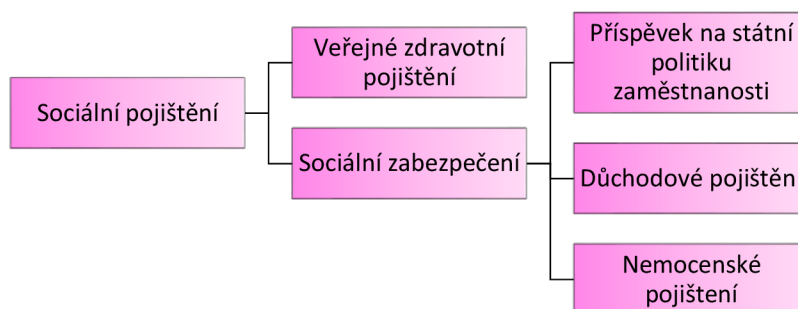 Sociální pojištění
Veřejné zdravotní
pojištění
Sociální zabezpečení
Příspěvek na státní
politiku
zaměstnanosti
Důchodové pojištěn
Nemocenské
pojištení